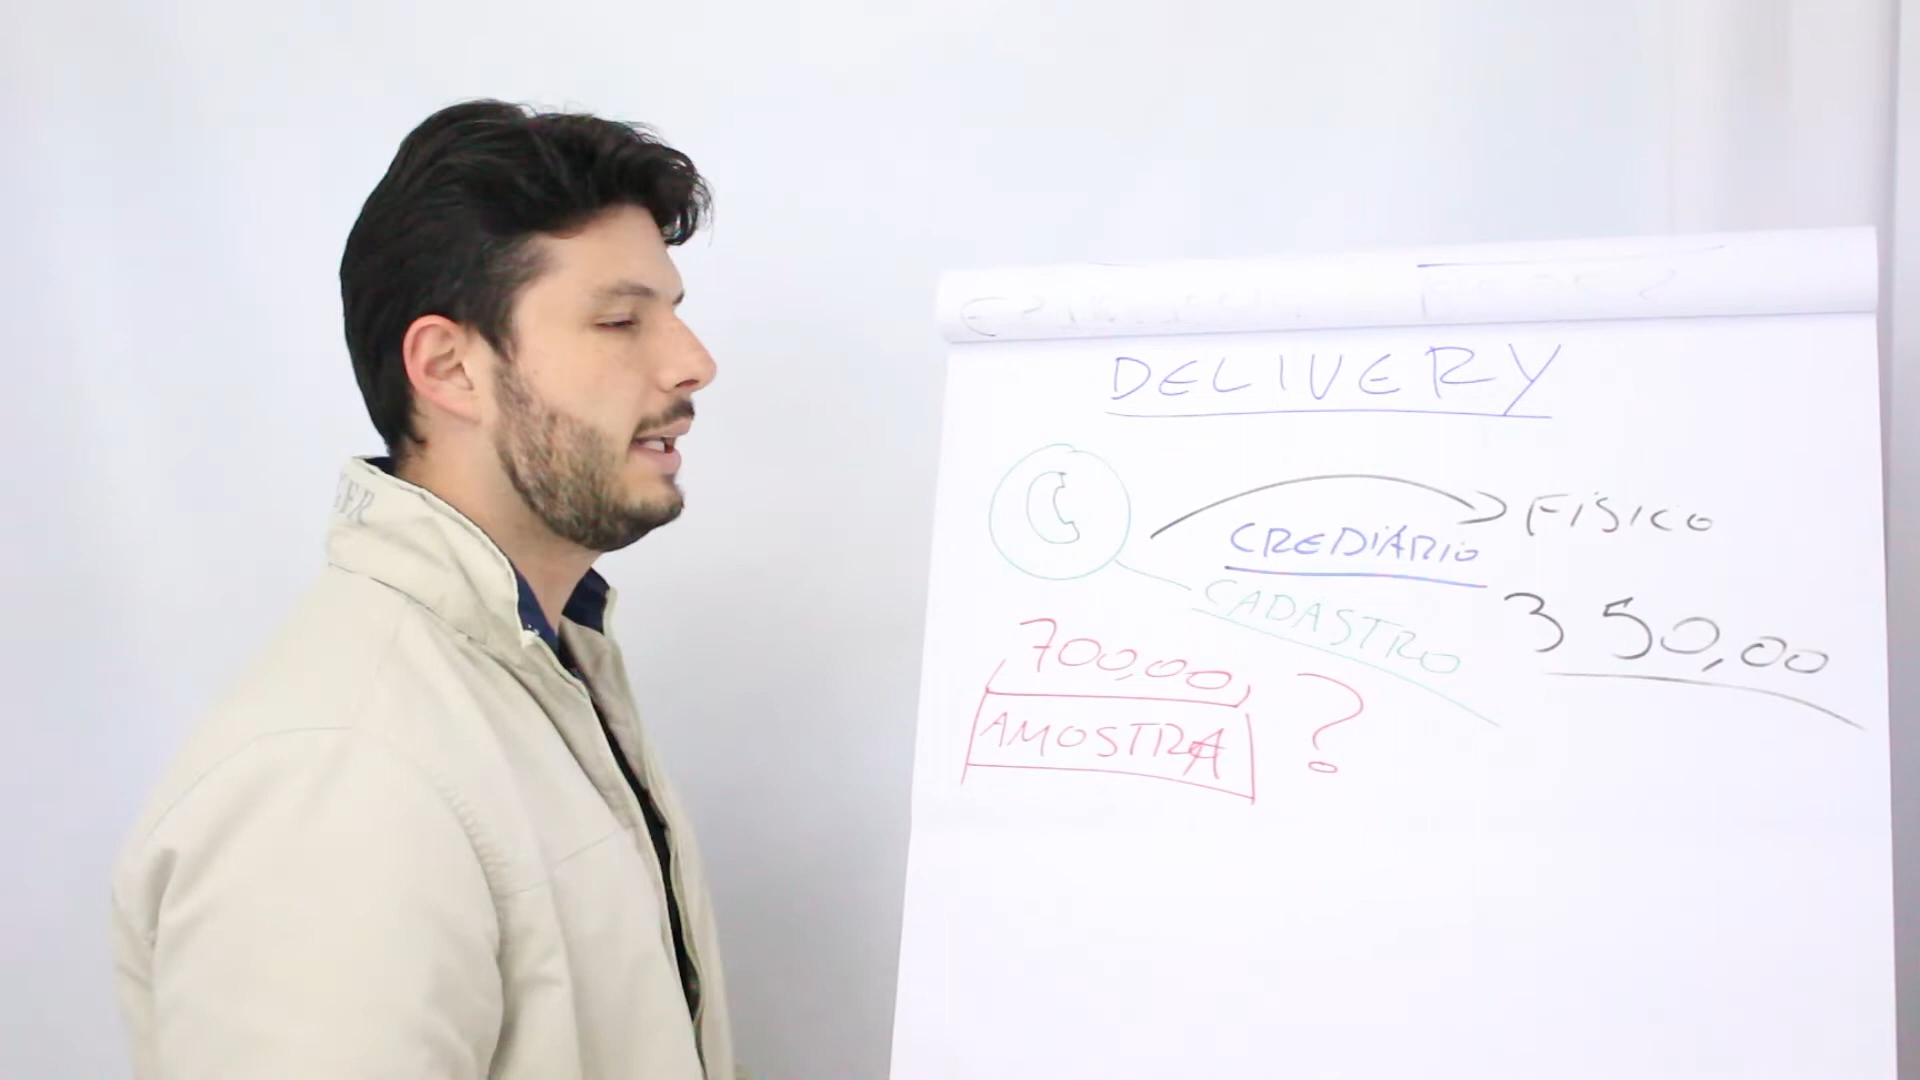 DELIVERY
FÍSICO
CREDIÁRIO
CADASTRO
350,00
700,00
AMOSTRA ?